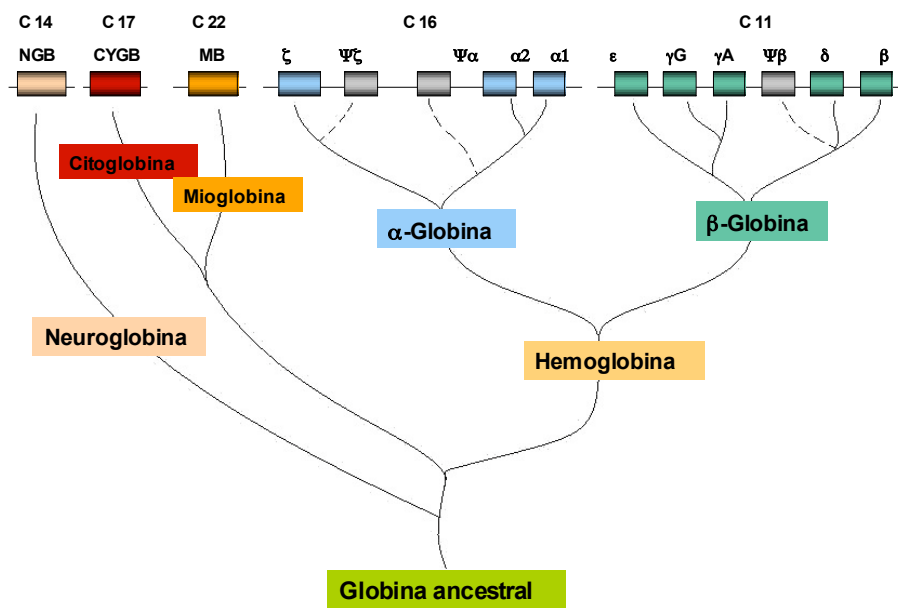 C 14 C 17 C 22 C 16 C 11
NGB CYGB MB ζ Ψζ Ψα α2 α1 ε γG γA Ψβ δ β
Citoglobina
Mioglobina
α-Globina β-Globina
Neuroglobina
Hemoglobina
Globina ancestral